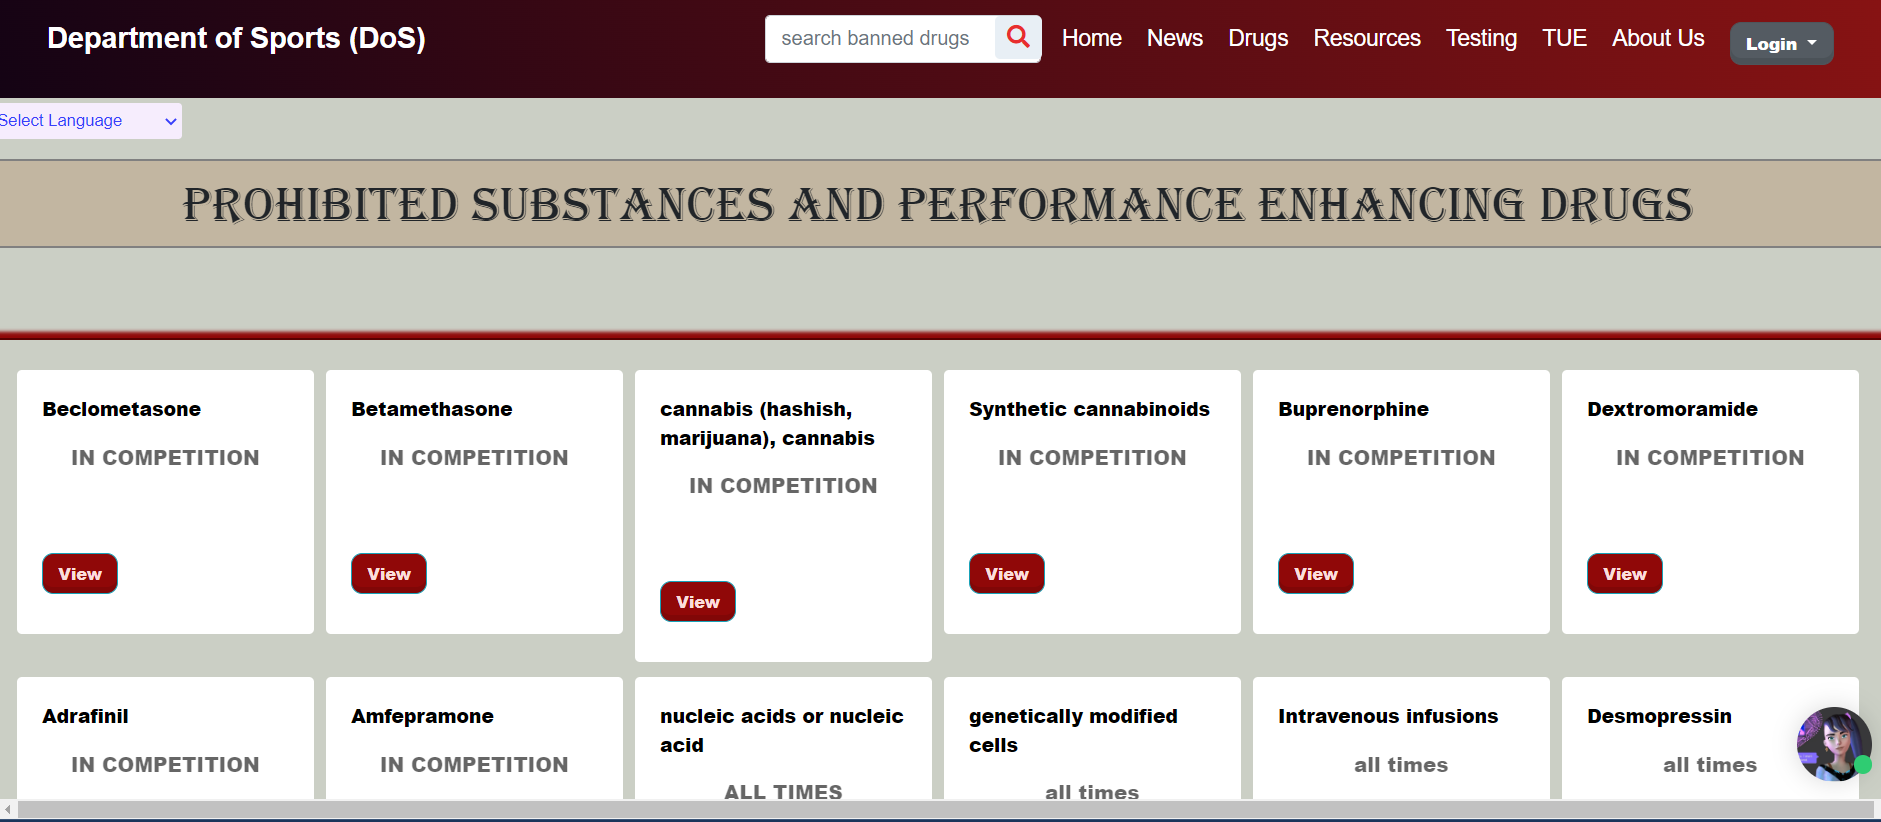 Department of Sports (DoS)
search banned drugs
Home
News
Drugs
Resources
Testing
TUE
About Us
Login
Select Language
PROHIBITED SUBSTANCES AND PERFORMANCE ENHANCING DRUGS
Beclometasone
IN COMPETITION
View
Betamethasone
IN COMPETITION
View
cannabis (hashish,
marijuana), cannabis
IN COMPETITION
View
Synthetic cannabinoids
IN COMPETITION
View
Buprenorphine
IN COMPETITION
View
Dextromoramide
IN COMPETITION
View
Adrafinil
IN COMPETITION
Amfepramone
IN COMPETITION
nucleic acids or nucleic
acid
ALL TIMES
genetically modified
cells
all times
Intravenous infusions
all times
Desmopressin
all times